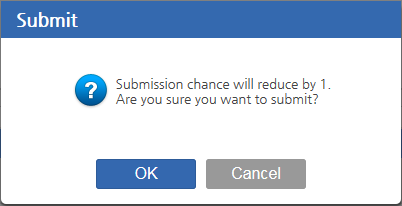 Submit
?
Submission chance will reduce by 1.
Are you sure you want to submit?
OK Cancel